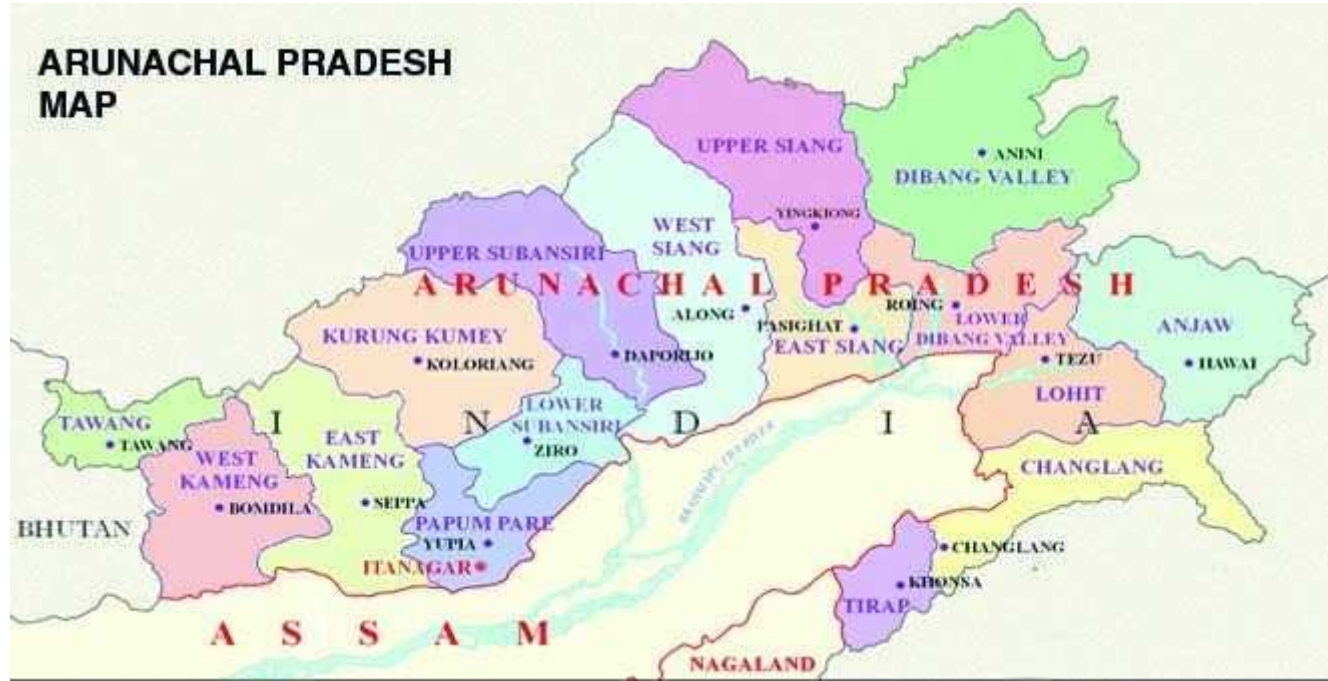 ARUNACHAL PRADESH
MAP
UPPER SIANG
ANINI
DIBANG VALLEY
YINGKIONG
WEST
SIANG
UPPER SUBANSIRI
ARUNACHAL PRADESH
ROING
ALONG
LOWER
DIBANG VALLEY
PASIGHAT
EAST SIANG
ANJAW
KURUNG KUMEY
KOLORIANG
DAPORIJO
TEZU
HAWAI
LOHIT
TAWANG
TAWANG
INDIA
LOWER
SUBANSIRI
ZIRO
EAST
KAMENG
WEST
KAMENG
CHANGLANG
SEPPA
BOMDILA
BHUTAN
PAPUM PARE
YUPIA
ITANAGAR
CHANGLANG
KHONSA
TIRAP
ASSAM
NAGALAND